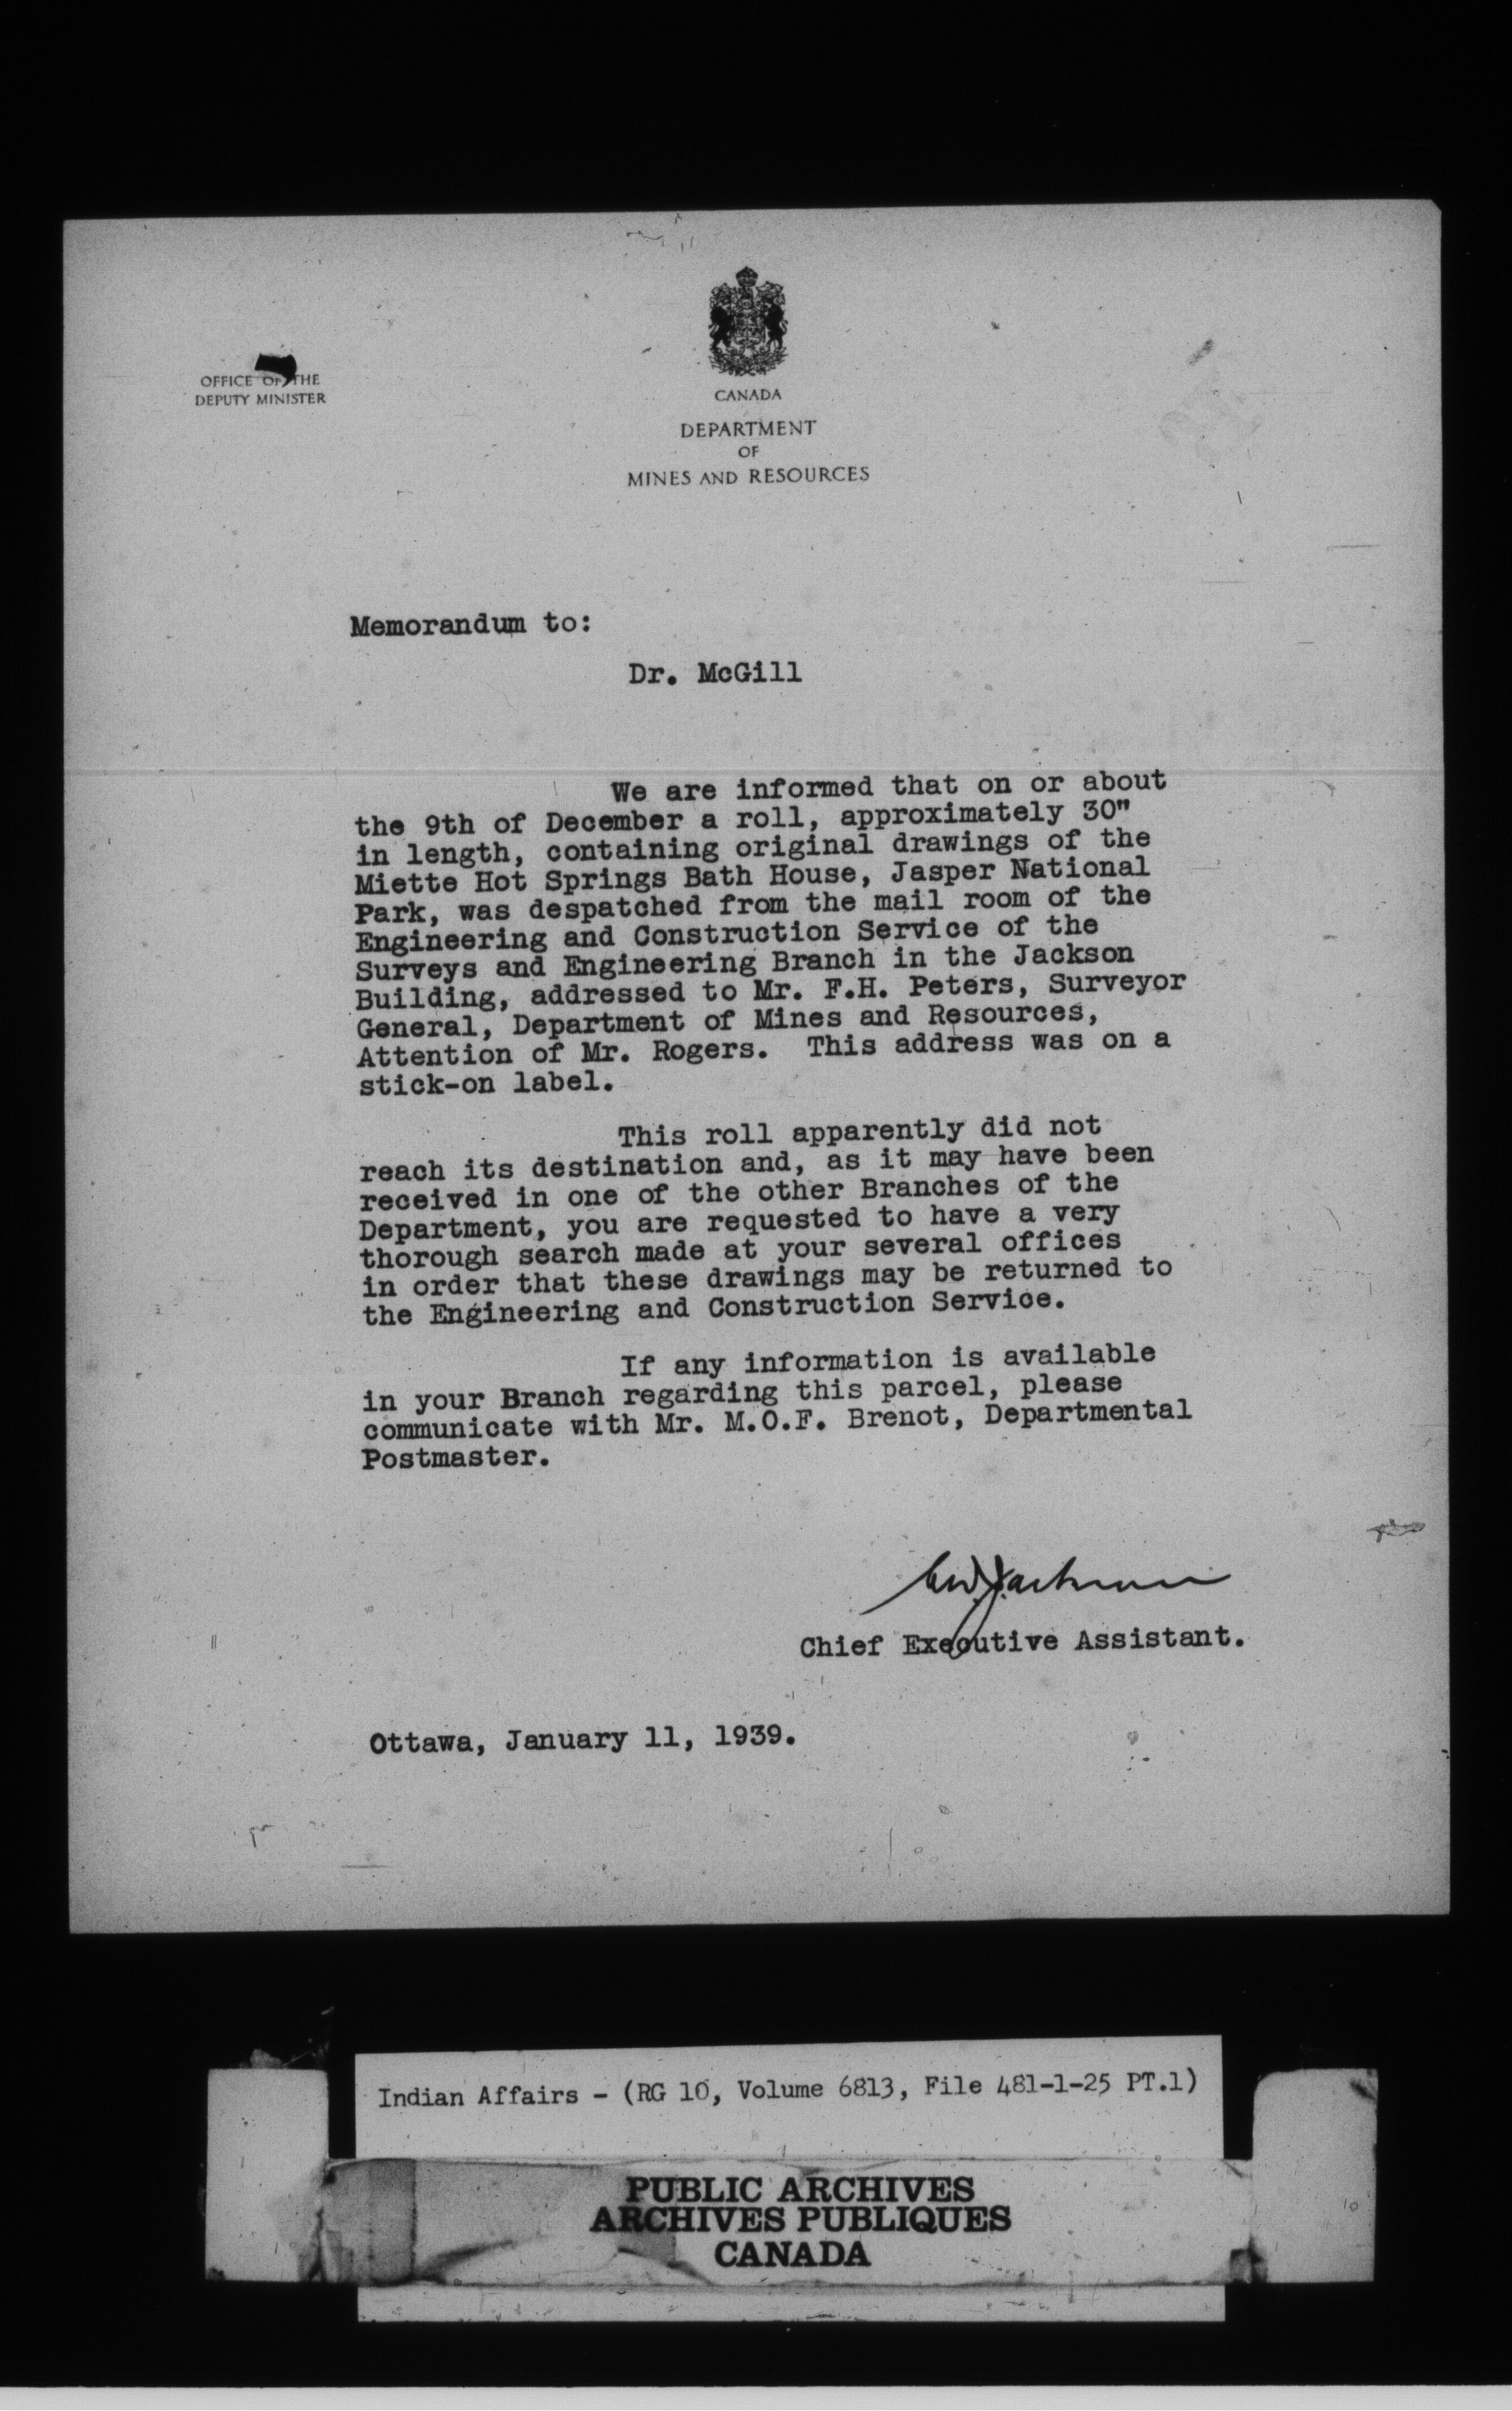 OFFICE OF THE
DEPUTY MINISTER
CANADA
DEPARTMENT
OF
MINES AND RESOURCES
Memorandum to:
Dr. McGill
We are informed that on or about
the 9th of December a roll, approximately 30"
in length, containing original drawings of the
Miette Hot Springs Bath House, Jasper National
Park, was despatched from the mail room of the
Engineering and Construction Service of the
Surveys and Engineering Branch in the Jackson
Building, addressed to Mr. F.H. Peters, Surveyor
General, Department of Mines and Resources,
Attention of Mr. Rogers. This address was on a
stick-on label.
This roll apparently did not
reach its destination and, as it may have been
received in one of the other Branches of the
Department, you are requested to have a very
thorough search made at your several offices
in order that these drawings may be returned to
the Engineering and Construction Service.
If any information is available
in your Branch regarding this parcel, please
communicate with Mr. M.O.F. Brenot, Departmental
Postmaster.
Chief Executive Assistant.
Ottawa, January 11, 1939.
Indian Affairs - (RG 10, Volume 6813, File 481-1-25 PT.1)
PUBLIC ARCHIVES
ARCHIVES PUBLIQUES
CANADA